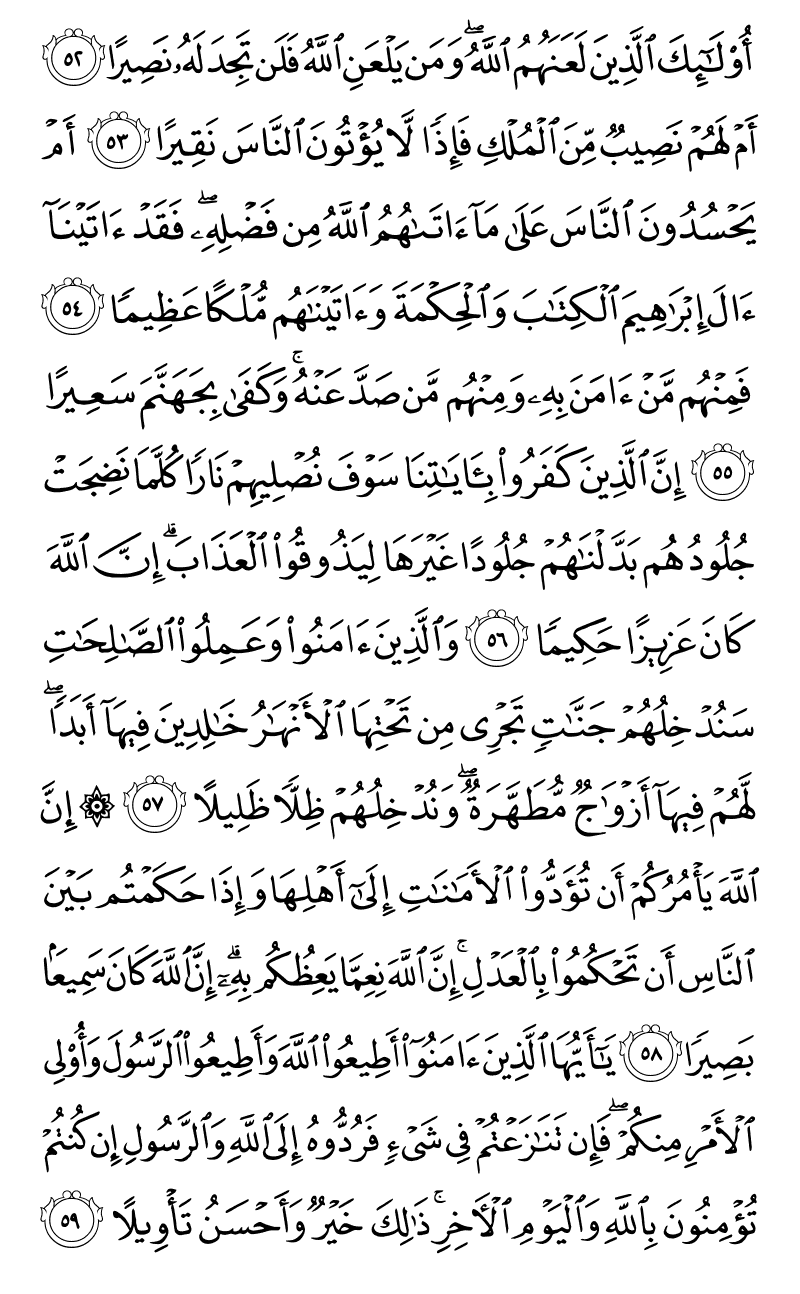 أُو۟لَـٰٓئِكَ ٱلَّذِينَ لَعَنَهُمُ ٱللَّهُ ۖ وَمَن يَلْعَنِ ٱللَّهُ فَلَن تَجِدَ لَهُۥ نَصِيرًا ٥٢
أَمْ لَهُمْ نَصِيبٌ مِّنَ ٱلْمُلْكِ فَإِذًا لَّا يُؤْتُونَ ٱلنَّاسَ نَقِيرًا ٥٣ أَمْ
يَحْسُدُونَ ٱلنَّاسَ عَلَىٰ مَآ ءَاتَىٰهُمُ ٱللَّهُ مِن فَضْلِهِۦ ۖ فَقَدْ ءَاتَيْنَآ
ءَالَ إِبْرَٰهِيمَ ٱلْكِتَـٰبَ وَٱلْحِكْمَةَ وَءَاتَيْنَـٰهُم مُّلْكًا عَظِيمًا ٥٤
فَمِنْهُم مَّنْ ءَامَنَ بِهِۦ وَمِنْهُم مَّن صَدَّ عَنْهُ ۚ وَكَفَىٰ بِجَهَنَّمَ سَعِيرًا
٥٥ إِنَّ ٱلَّذِينَ كَفَرُوا۟ بِـَٔايَـٰتِنَا سَوْفَ نُصْلِيهِمْ نَارًا كُلَّمَا نَضِجَتْ
جُلُودُهُم بَدَّلْنَـٰهُمْ جُلُودًا غَيْرَهَا لِيَذُوقُوا۟ ٱلْعَذَابَ ۗ إِنَّ ٱللَّهَ
كَانَ عَزِيزًا حَكِيمًا ٥٦ وَٱلَّذِينَ ءَامَنُوا۟ وَعَمِلُوا۟ ٱلصَّـٰلِحَـٰتِ
سَنُدْخِلُهُمْ جَنَّـٰتٍ تَجْرِى مِن تَحْتِهَا ٱلْأَنْهَـٰرُ خَـٰلِدِينَ فِيهَآ أَبَدًا ۖ
لَّهُمْ فِيهَآ أَزْوَٰجٌ مُّطَهَّرَةٌ ۖ وَنُدْخِلُهُمْ ظِلًّا ظَلِيلًا ٥٧ ۞ إِنَّ
ٱللَّهَ يَأْمُرُكُمْ أَن تُؤَدُّوا۟ ٱلْأَمَـٰنَـٰتِ إِلَىٰٓ أَهْلِهَا وَإِذَا حَكَمْتُم بَيْنَ
ٱلنَّاسِ أَن تَحْكُمُوا۟ بِٱلْعَدْلِ ۚ إِنَّ ٱللَّهَ نِعِمَّا يَعِظُكُم بِهِۦٓ ۗ إِنَّ ٱللَّهَ كَانَ سَمِيعًۢا
بَصِيرًا ٥٨ يَـٰٓأَيُّهَا ٱلَّذِينَ ءَامَنُوٓا۟ أَطِيعُوا۟ ٱللَّهَ وَأَطِيعُوا۟ ٱلرَّسُولَ وَأُو۟لِى
ٱلْأَمْرِ مِنكُمْ ۖ فَإِن تَنَـٰزَعْتُمْ فِى شَىْءٍ فَرُدُّوهُ إِلَى ٱللَّهِ وَٱلرَّسُولِ إِن كُنتُمْ
تُؤْمِنُونَ بِٱللَّهِ وَٱلْيَوْمِ ٱلْـَٔاخِرِ ۚ ذَٰلِكَ خَيْرٌ وَأَحْسَنُ تَأْوِيلًا ٥٩